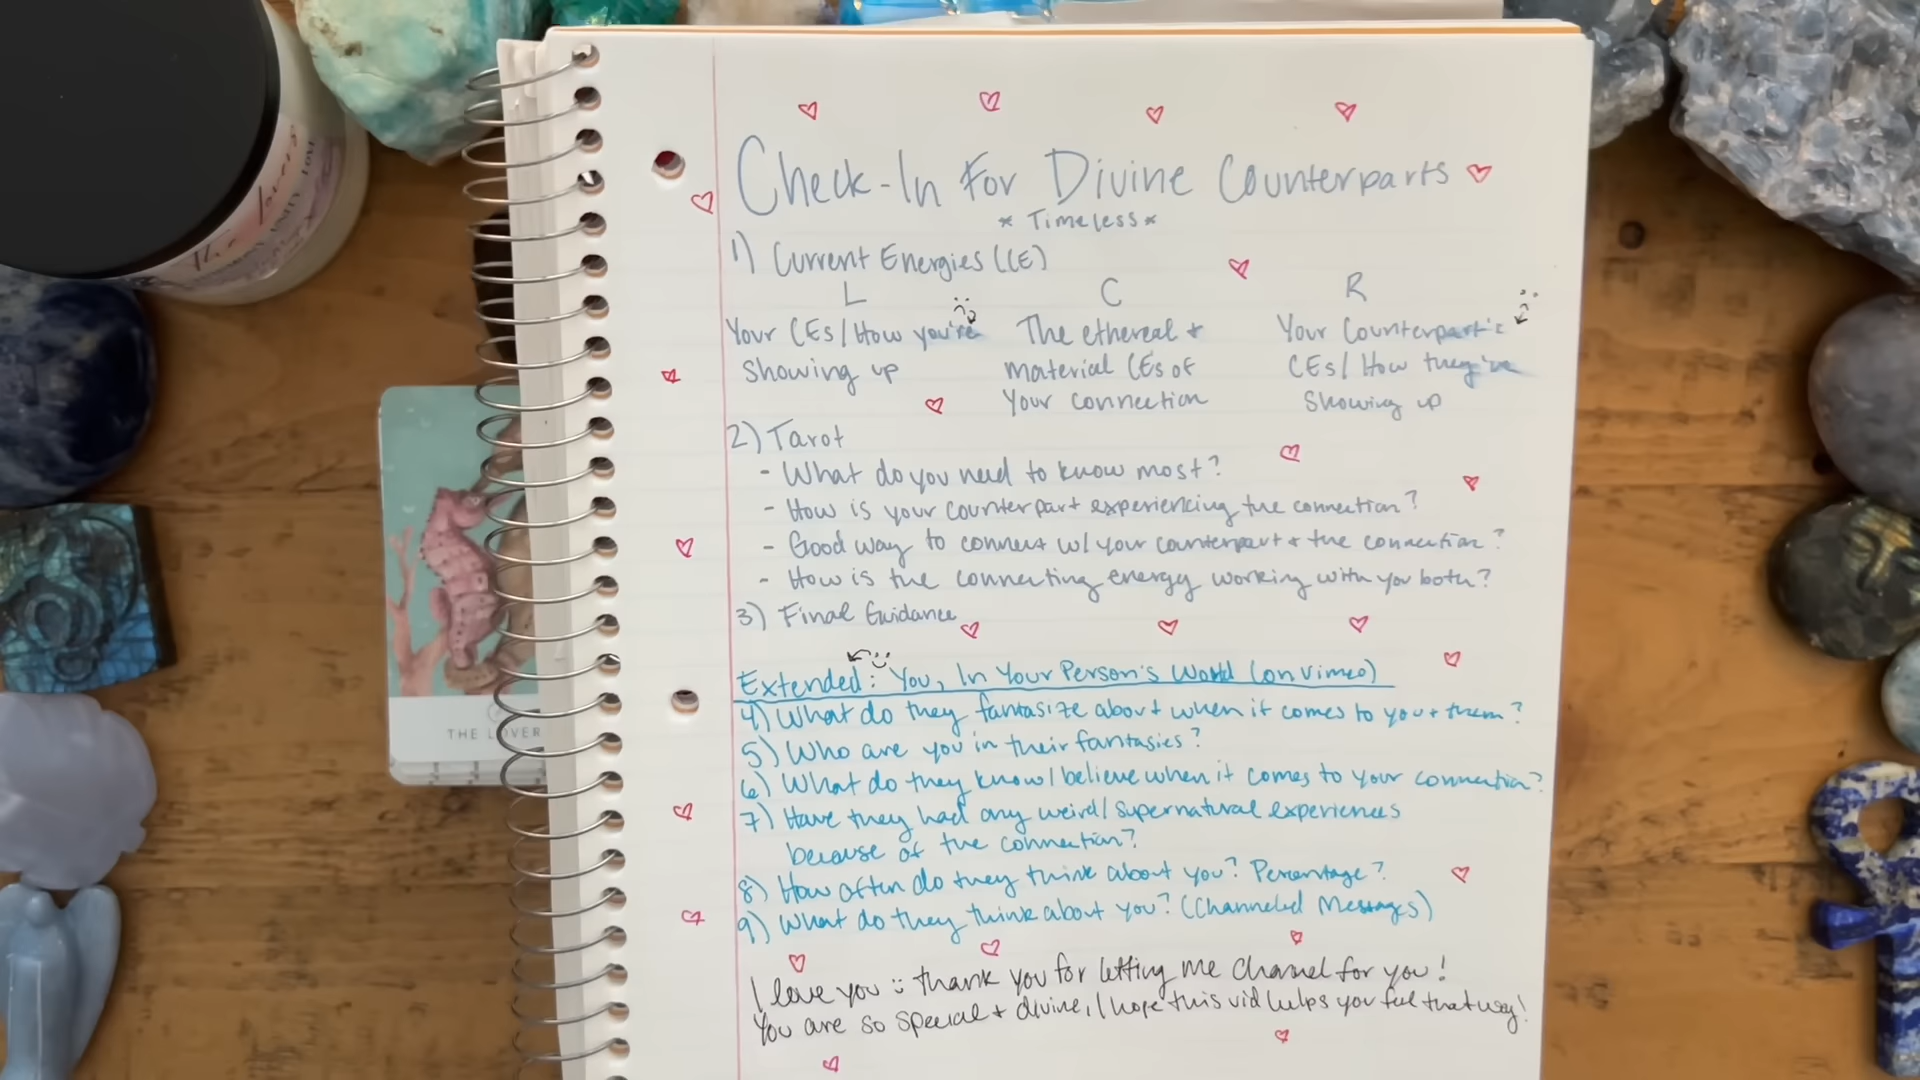 Check-In For Divine Counterparts
* Timeless *
1) Current Energies (CE)
L C R
Your CEs/How you're The ethereal + Your Counterpart's
showing up material CEs of CEs/How they're
Your connection showing up
2) Tarot
- What do you need to know most?
- How is your counterpart experiencing the connection?
- Good way to connect w/ your counterpart + the connection?
- How is the connecting energy working with you both?
3) Final Guidance
Extended: You, In Your Person's World (on Vimeo)
4) What do they fantasize about when it comes to you + them?
5) Who are you in their fantasies?
6) What do they know/believe when it comes to your connection?
7) Have they had any weird/supernatural experiences
because of the connection?
8) How often do they think about you? Percentage?
9) What do they think about you? (Channeled Messages)
I love you :) thank you for letting me channel for you!
You are so special + divine, I hope this vid helps you feel that way!
The Lovers
THE LOVER